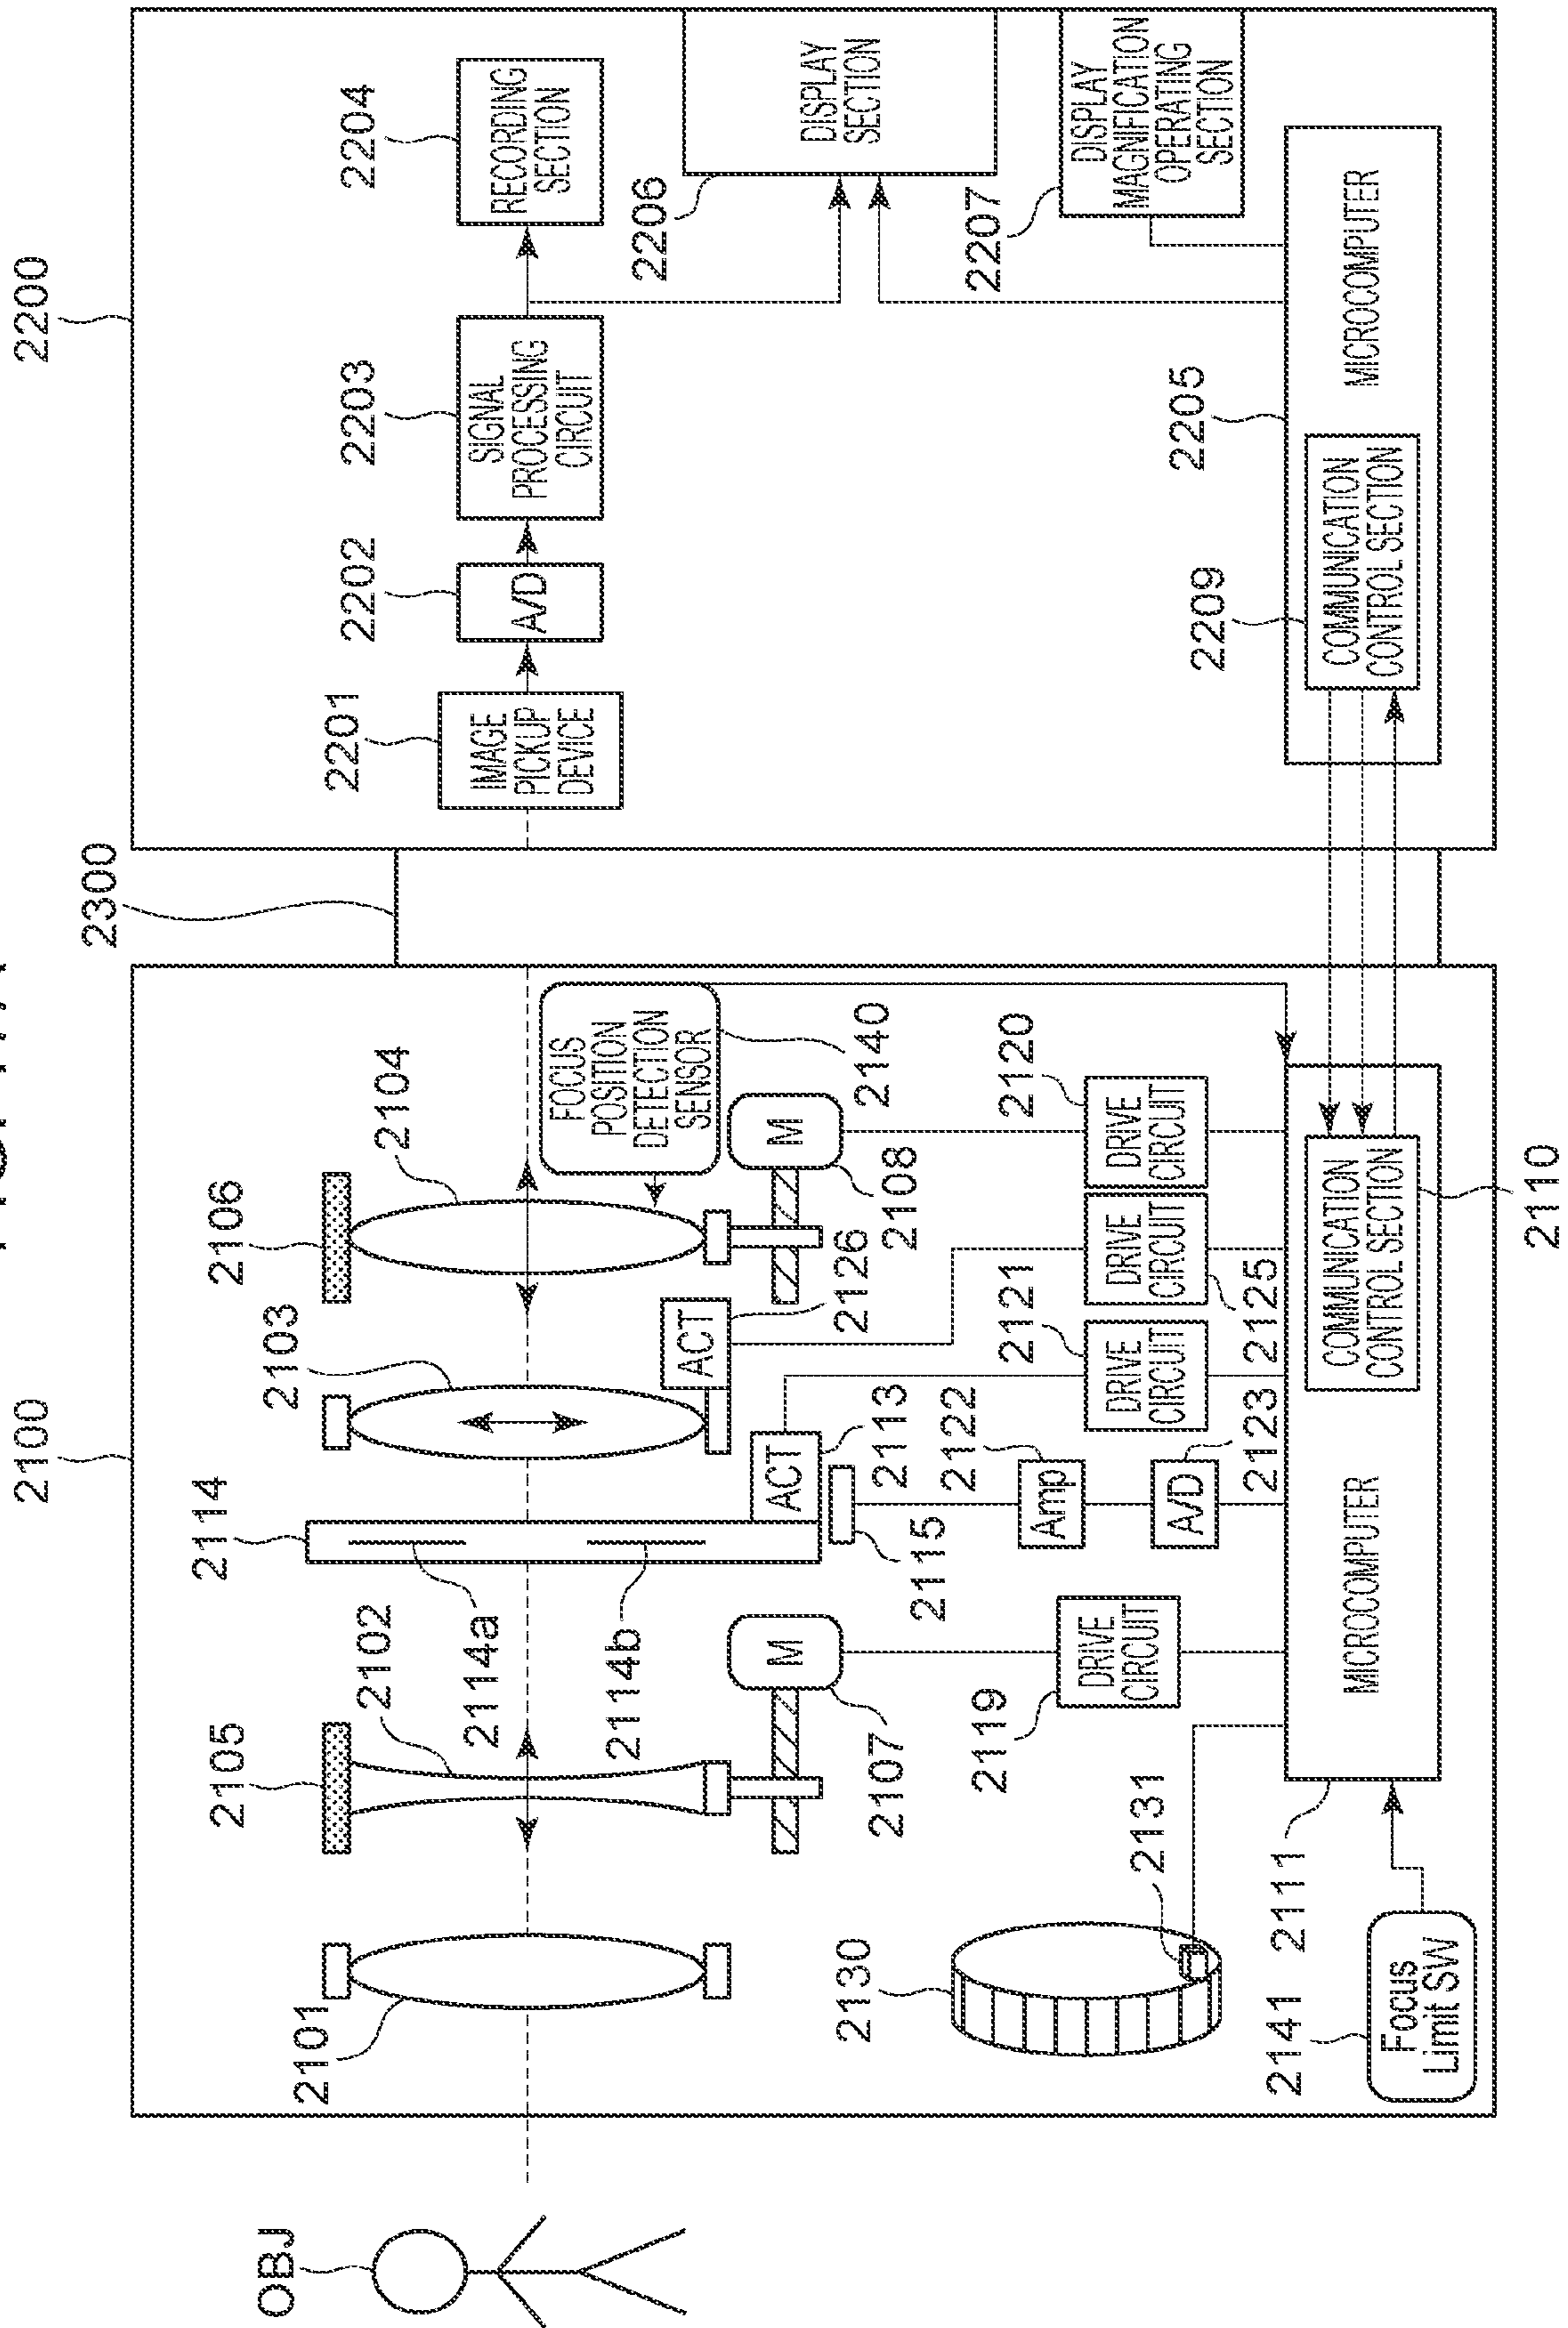 2100
2300
2200
OBJ
2101
2105
2102
2114
2114a
2114b
2103
2106
2104
FOCUS
POSITION
DETECTION
SENSOR
2140
M
2107
ACT
2113
2115
ACT
2126
M
2108
2130
2131
2119
DRIVE
CIRCUIT
2122
Amp
A/D
2123
2121
DRIVE
CIRCUIT
DRIVE
CIRCUIT
2125
2120
DRIVE
CIRCUIT
2141
Focus
Limit SW
2111
MICROCOMPUTER
COMMUNICATION
CONTROL SECTION
2110
2201
IMAGE
PICKUP
DEVICE
2202
A/D
2203
SIGNAL
PROCESSING
CIRCUIT
2204
RECORDING
SECTION
2206
DISPLAY
SECTION
2207
DISPLAY
MAGNIFICATION
OPERATING
SECTION
2209
COMMUNICATION
CONTROL SECTION
2205
MICROCOMPUTER